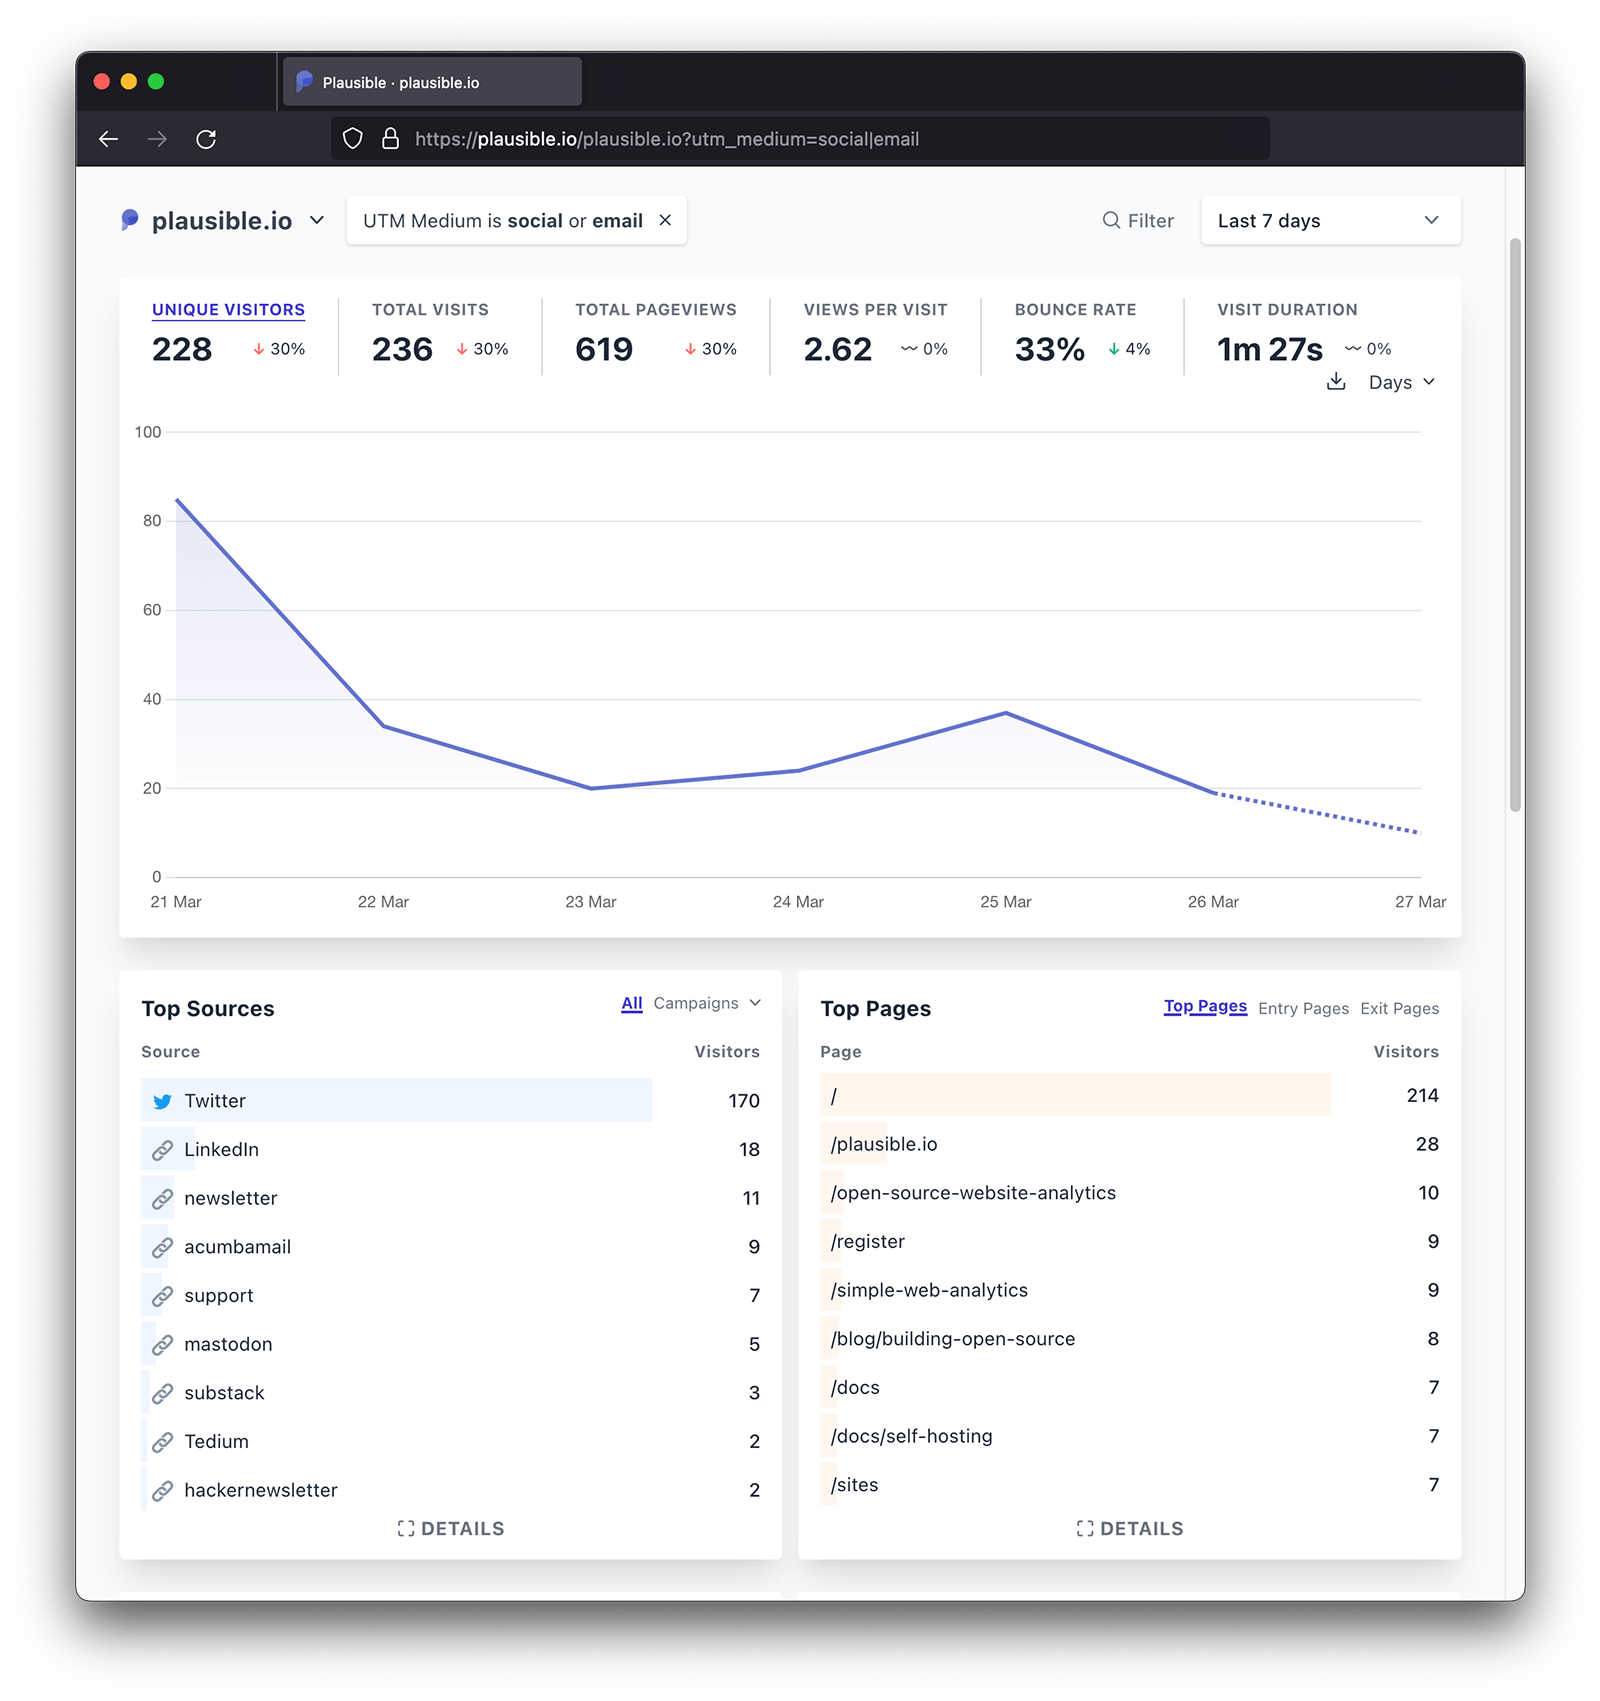 Plausible · plausible.io
https://plausible.io/plausible.io?utm_medium=social|email
plausible.io
UTM Medium is social or email ×
Filter
Last 7 days
UNIQUE VISITORS
228 ↓ 30%
TOTAL VISITS
236 ↓ 30%
TOTAL PAGEVIEWS
619 ↓ 30%
VIEWS PER VISIT
2.62 〰 0%
BOUNCE RATE
33% ↓ 4%
VISIT DURATION
1m 27s 〰 0%
Days
100
80
60
40
20
0
21 Mar 22 Mar 23 Mar 24 Mar 25 Mar 26 Mar 27 Mar
Top Sources
All Campaigns
Source Visitors
Twitter 170
LinkedIn 18
newsletter 11
acumbamail 9
support 7
mastodon 5
substack 3
Tedium 2
hackernewsletter 2
DETAILS
Top Pages
Top Pages Entry Pages Exit Pages
Page Visitors
/ 214
/plausible.io 28
/open-source-website-analytics 10
/register 9
/simple-web-analytics 9
/blog/building-open-source 8
/docs 7
/docs/self-hosting 7
/sites 7
DETAILS